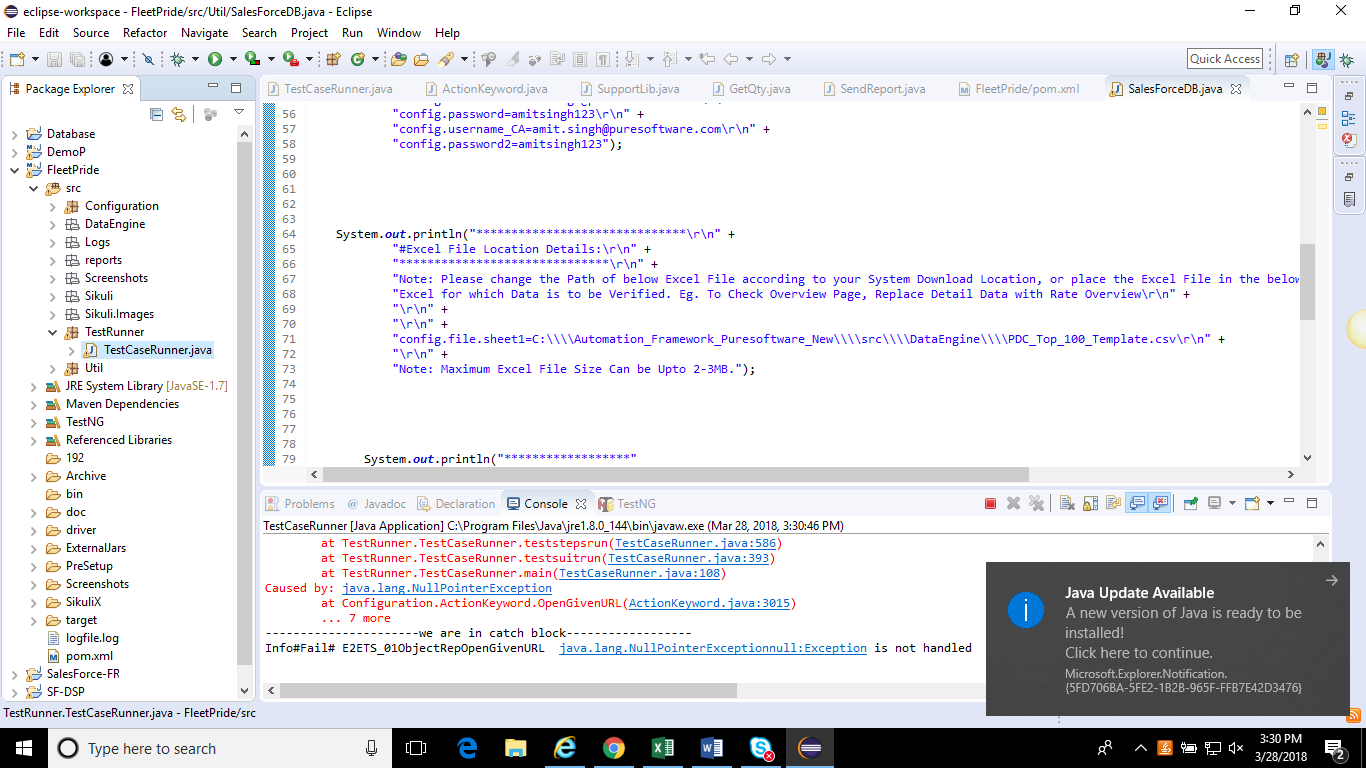 eclipse-workspace - FleetPride/src/Util/SalesForceDB.java - Eclipse
File Edit Source Refactor Navigate Search Project Run Window Help
Quick Access
Package Explorer
TestCaseRunner.java ActionKeyword.java SupportLib.java GetQty.java SendReport.java FleetPride/pom.xml SalesForceDB.java
Database
DemoP
FleetPride
src
Configuration
DataEngine
Logs
reports
Screenshots
Sikuli
Sikuli.Images
TestRunner
TestCaseRunner.java
Util
JRE System Library [JavaSE-1.7]
Maven Dependencies
TestNG
Referenced Libraries
192
Archive
bin
doc
driver
ExternalJars
PreSetup
Screenshots
SikuliX
target
logfile.log
pom.xml
SalesForce-FR
SF-DSP
56 "config.password=amitsingh123\r\n" +
57 "config.username_CA=amit.singh@puresoftware.com\r\n" +
58 "config.password2=amitsingh123");
59
60
61
62
63
64 System.out.println("******************************\r\n" +
65 "#Excel File Location Details:\r\n" +
66 "******************************\r\n" +
67 "Note: Please change the Path of below Excel File according to your System Download Location, or place the Excel File in the below
68 "Excel for which Data is to be Verified. Eg. To Check Overview Page, Replace Detail Data with Rate Overview\r\n" +
69 "\r\n" +
70 "\r\n" +
71 "config.file.sheet1=C:\\\\Automation_Framework_Puresoftware_New\\\\src\\\\DataEngine\\\\PDC_Top_100_Template.csv\r\n" +
72 "\r\n" +
73 "Note: Maximum Excel File Size Can be Upto 2-3MB.");
74
75
76
77
78
79 System.out.println("******************"
Problems @ Javadoc Declaration Console TestNG
TestCaseRunner [Java Application] C:\Program Files\Java\jre1.8.0_144\bin\javaw.exe (Mar 28, 2018, 3:30:46 PM)
at TestRunner.TestCaseRunner.teststepsrun(TestCaseRunner.java:586)
at TestRunner.TestCaseRunner.testsuitrun(TestCaseRunner.java:393)
at TestRunner.TestCaseRunner.main(TestCaseRunner.java:108)
Caused by: java.lang.NullPointerException
at Configuration.ActionKeyword.OpenGivenURL(ActionKeyword.java:3015)
... 7 more
----------------------we are in catch block------------------
Info#Fail# E2ETS_01ObjectRepOpenGivenURL java.lang.NullPointerExceptionnull:Exception is not handled
Java Update Available
A new version of Java is ready to be
installed!
Click here to continue.
Microsoft.Explorer.Notification.
{5FD706BA-5FE2-1B2B-965F-FFB7E42D3476}
TestRunner.TestCaseRunner.java - FleetPride/src
Type here to search
3:30 PM
3/28/2018
2